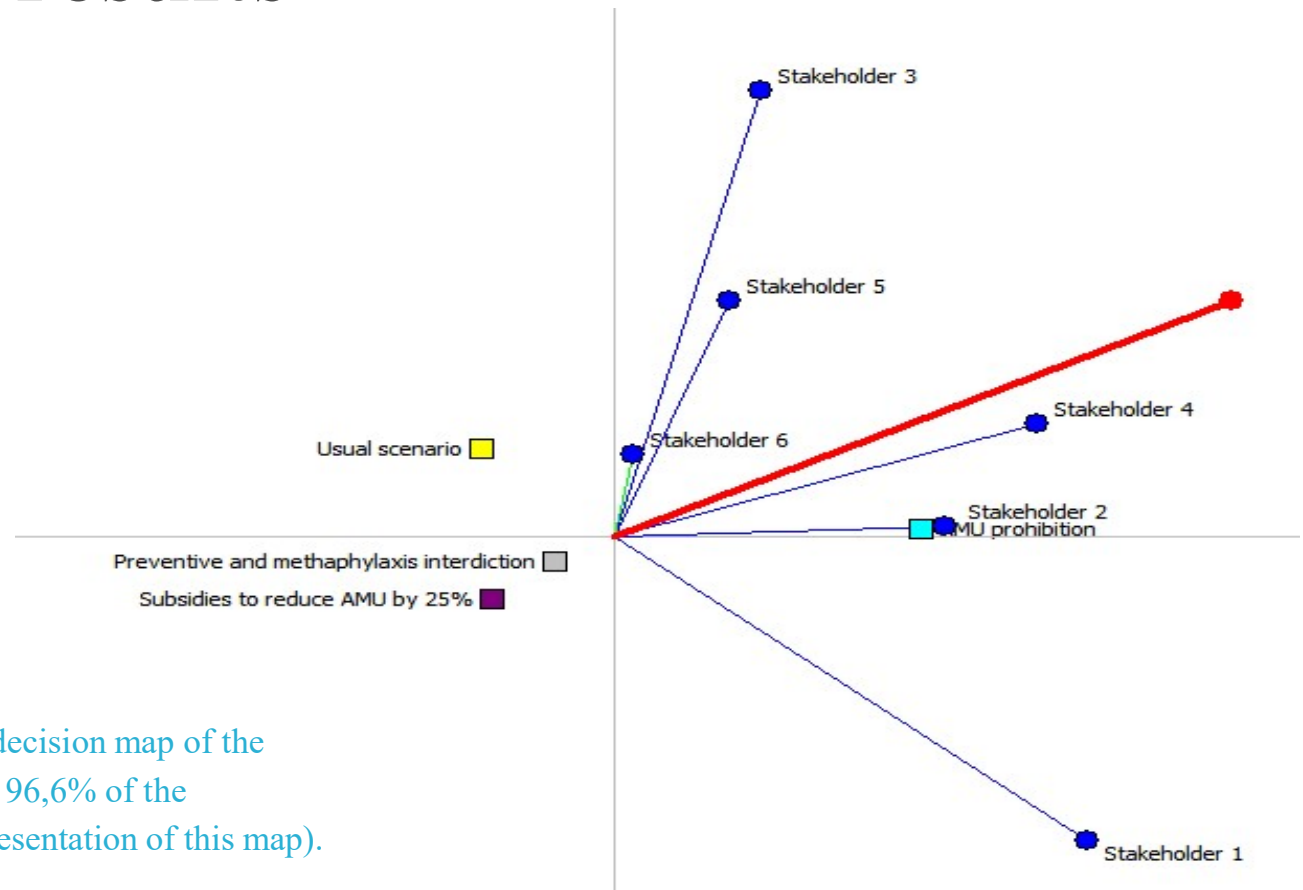 Stakeholder 3
Stakeholder 5
Stakeholder 4
Stakeholder 6
Usual scenario
Stakeholder 2
MU prohibition
Preventive and methaphylaxis interdiction
Subsidies to reduce AMU by 25%
decision map of the
96,6% of the
resentation of this map).
Stakeholder 1